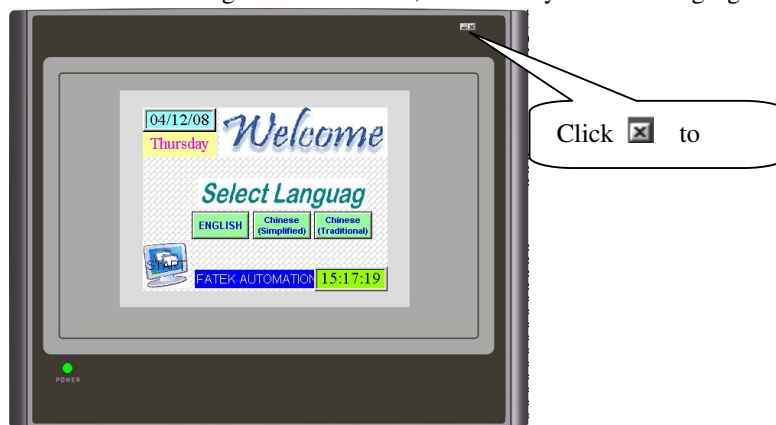 04/12/08
Thursday
Welcome
Select Languag
ENGLISH
Chinese
(Simplified)
Chinese
(Traditional)
START
FATEK AUTOMATION
15:17:19
POWER
Click to